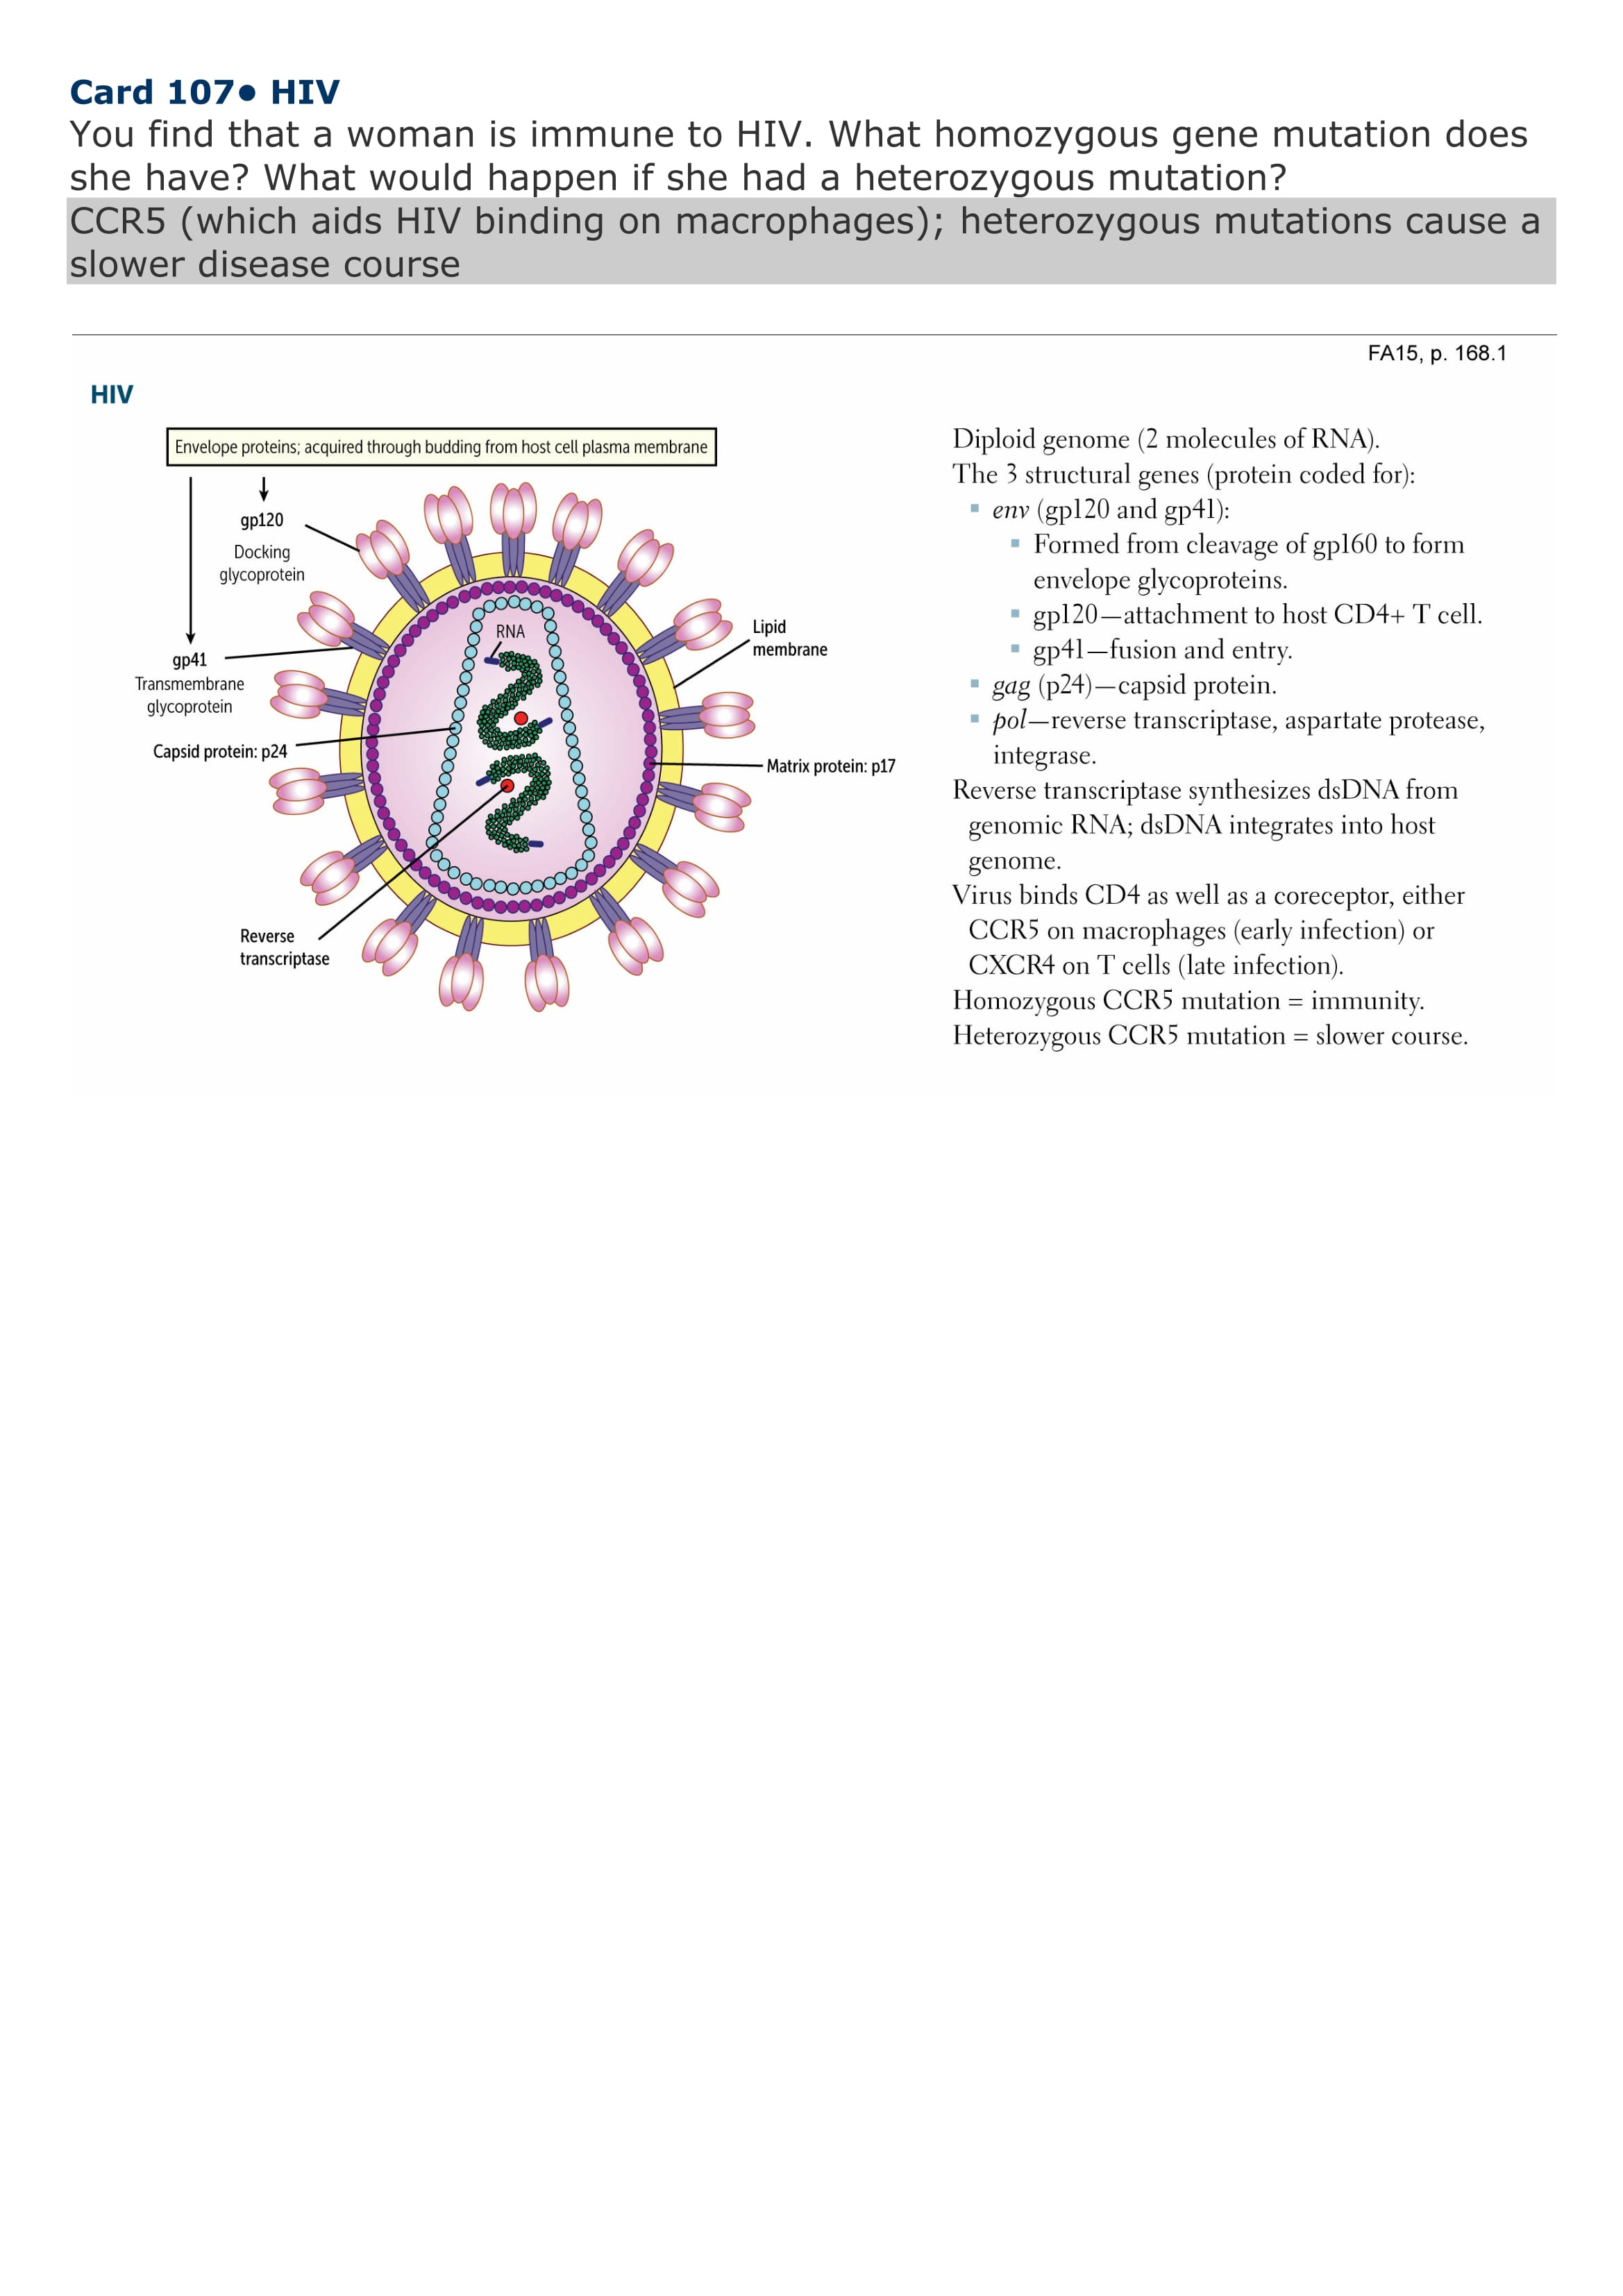 Card 107● HIV
You find that a woman is immune to HIV. What homozygous gene mutation does
she have? What would happen if she had a heterozygous mutation?
CCR5 (which aids HIV binding on macrophages); heterozygous mutations cause a
slower disease course
FA15, p. 168.1
HIV
Envelope proteins; acquired through budding from host cell plasma membrane
gp120
Docking
glycoprotein
gp41
Transmembrane
glycoprotein
Capsid protein: p24
Reverse
transcriptase
RNA
Lipid
membrane
Matrix protein: p17
Diploid genome (2 molecules of RNA).
The 3 structural genes (protein coded for):
▪ env (gp120 and gp41):
▪ Formed from cleavage of gp160 to form
envelope glycoproteins.
▪ gp120—attachment to host CD4+ T cell.
▪ gp41—fusion and entry.
▪ gag (p24)—capsid protein.
▪ pol—reverse transcriptase, aspartate protease,
integrase.
Reverse transcriptase synthesizes dsDNA from
genomic RNA; dsDNA integrates into host
genome.
Virus binds CD4 as well as a coreceptor, either
CCR5 on macrophages (early infection) or
CXCR4 on T cells (late infection).
Homozygous CCR5 mutation = immunity.
Heterozygous CCR5 mutation = slower course.